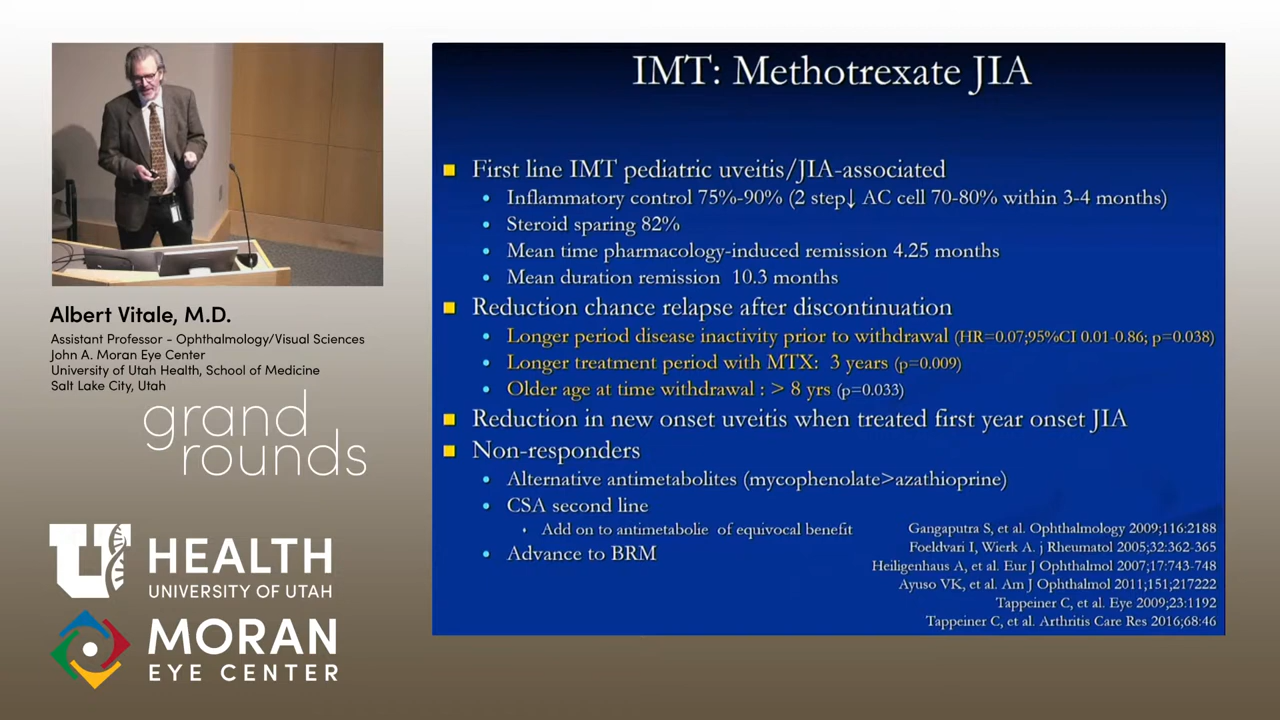 IMT: Methotrexate JIA
First line IMT pediatric uveitis/JIA-associated
Inflammatory control 75%-90% (2 step↓ AC cell 70-80% within 3-4 months)
Steroid sparing 82%
Mean time pharmacology-induced remission 4.25 months
Mean duration remission 10.3 months
Reduction chance relapse after discontinuation
Longer period disease inactivity prior to withdrawal (HR=0.07;95%CI 0.01-0.86; p=0.038)
Longer treatment period with MTX: 3 years (p=0.009)
Older age at time withdrawal : > 8 yrs (p=0.033)
Reduction in new onset uveitis when treated first year onset JIA
Non-responders
Alternative antimetabolites (mycophenolate>azathioprine)
CSA second line
Add on to antimetabolie of equivocal benefit
Advance to BRM
Gangaputra S, et al. Ophthalmology 2009;116:2188
Foeldvari I, Wierk A. j Rheumatol 2005;32:362-365
Heiligenhaus A, et al. Eur J Ophthalmol 2007;17:743-748
Ayuso VK, et al. Am J Ophthalmol 2011;151;217222
Tappeiner C, et al. Eye 2009;23:1192
Tappeiner C, et al. Arthritis Care Res 2016;68:46
Albert Vitale, M.D.
Assistant Professor - Ophthalmology/Visual Sciences
John A. Moran Eye Center
University of Utah Health, School of Medicine
Salt Lake City, Utah
grand
rounds
U HEALTH
UNIVERSITY OF UTAH
MORAN
EYE CENTER